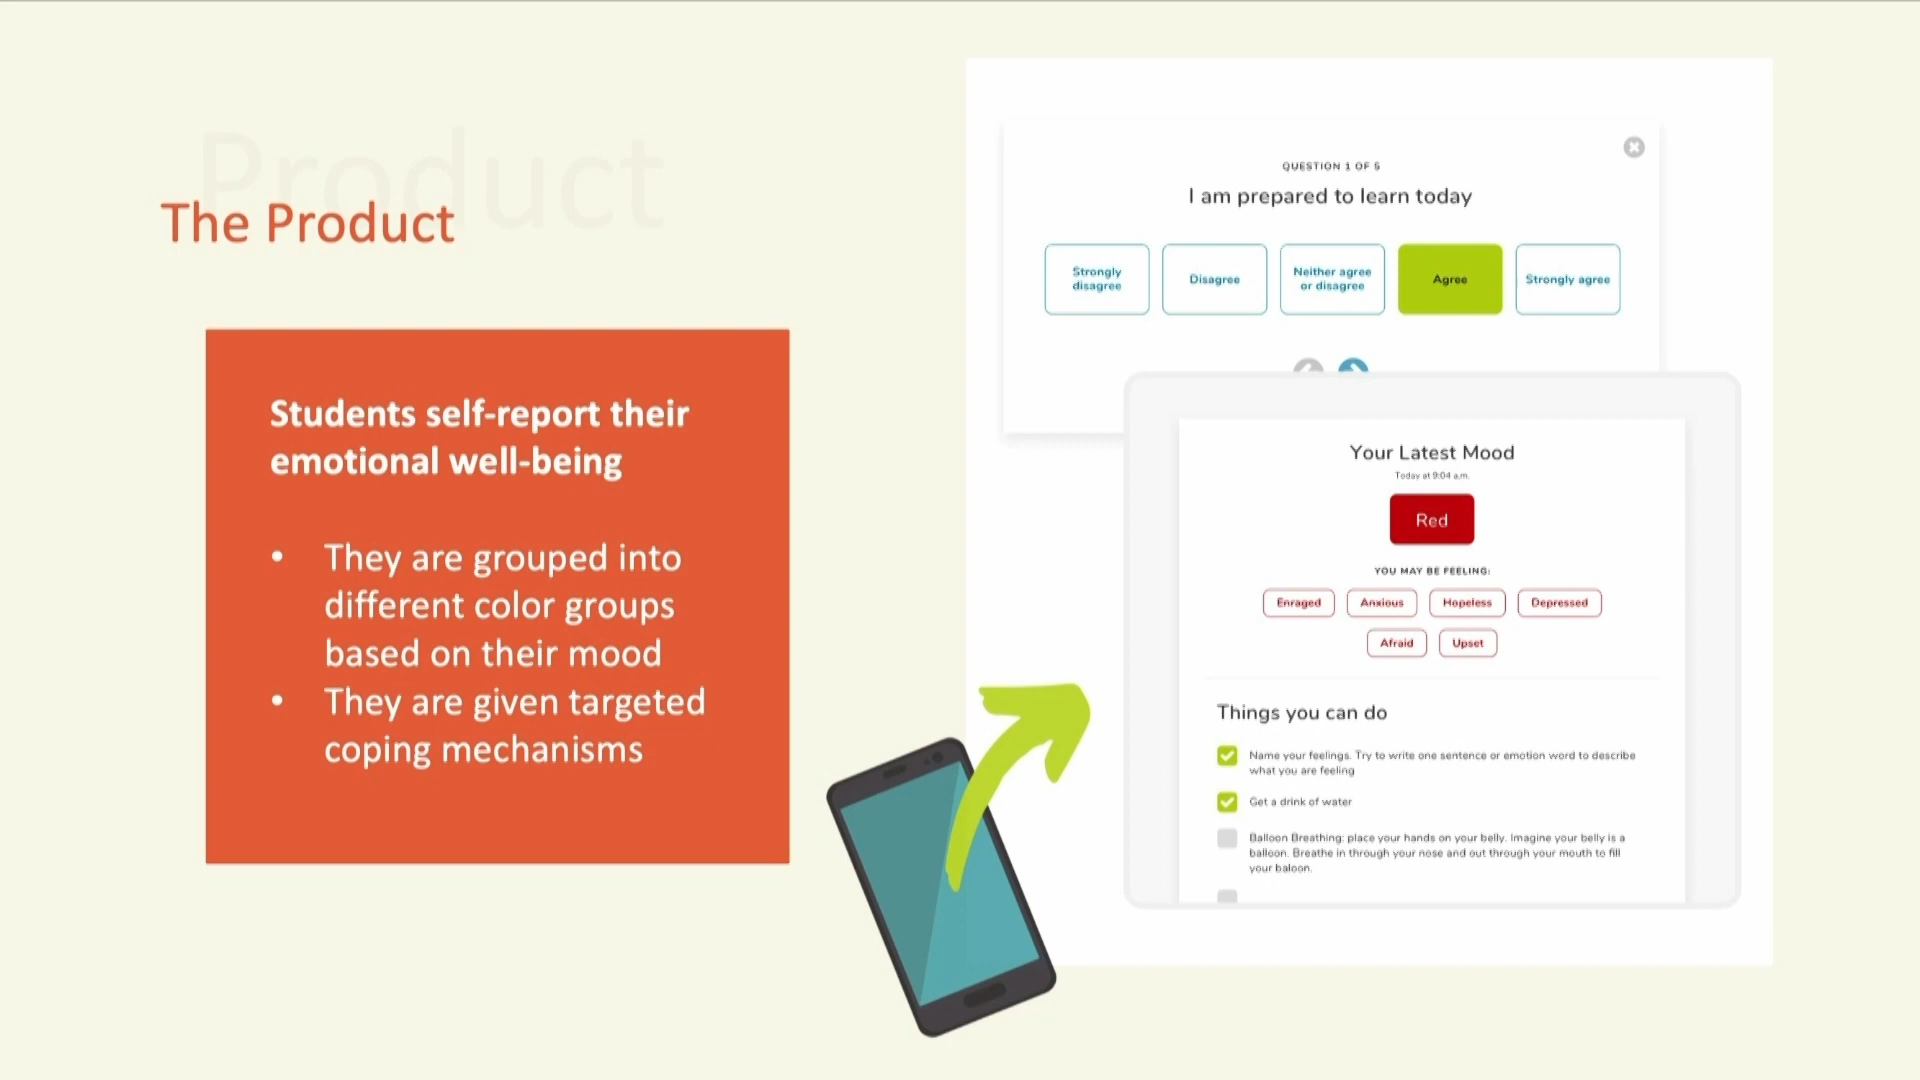 Product
The Product
Students self-report their
emotional well-being
• They are grouped into
different color groups
based on their mood
• They are given targeted
coping mechanisms
QUESTION 1 OF 5
I am prepared to learn today
Strongly
disagree
Disagree
Neither agree
or disagree
Agree
Strongly agree
Your Latest Mood
Today at 9:04 a.m.
Red
YOU MAY BE FEELING:
Enraged Anxious Hopeless Depressed
Afraid Upset
Things you can do
Name your feelings. Try to write one sentence or emotion word to describe
what you are feeling
Get a drink of water
Balloon Breathing: place your hands on your belly. Imagine your belly is a
balloon. Breathe in through your nose and out through your mouth to fill
your baloon.